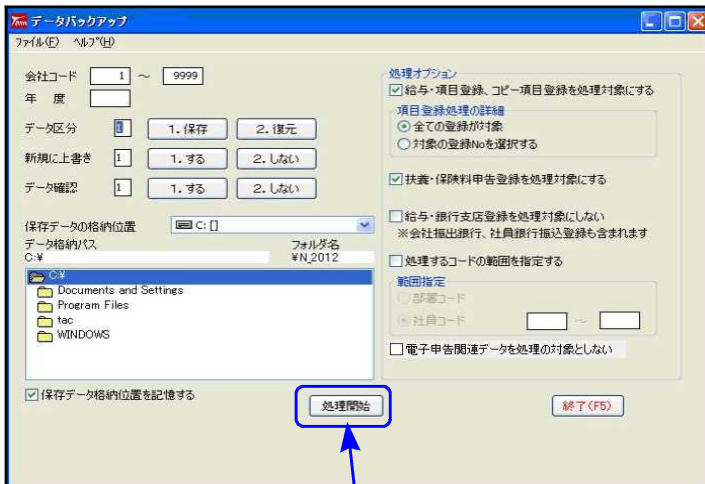 データバックアップ
ファイル(F) ヘルプ(H)
会社コード 1 ～ 9999
年 度
データ区分 1 1. 保存 2. 復元
新規に上書き 1 1. する 2. しない
データ確認 1 1. する 2. しない
保存データの格納位置 C: []
データ格納パス フォルダ名
C:¥ ¥N_2012
C:¥
Documents and Settings
Program Files
tac
WINDOWS
保存データ格納位置を記憶する
処理開始
処理オプション
給与・項目登録、コピー項目登録を処理対象にする
項目登録処理の詳細
全ての登録が対象
対象の登録Noを選択する
扶養・保険料申告登録を処理対象にする
給与・銀行支店登録を処理対象にしない
※会社振出銀行、社員銀行振込登録も含まれます
処理するコードの範囲を指定する
範囲指定
部署コード
社員コード ～
電子申告関連データを処理の対象としない
終了(F5)